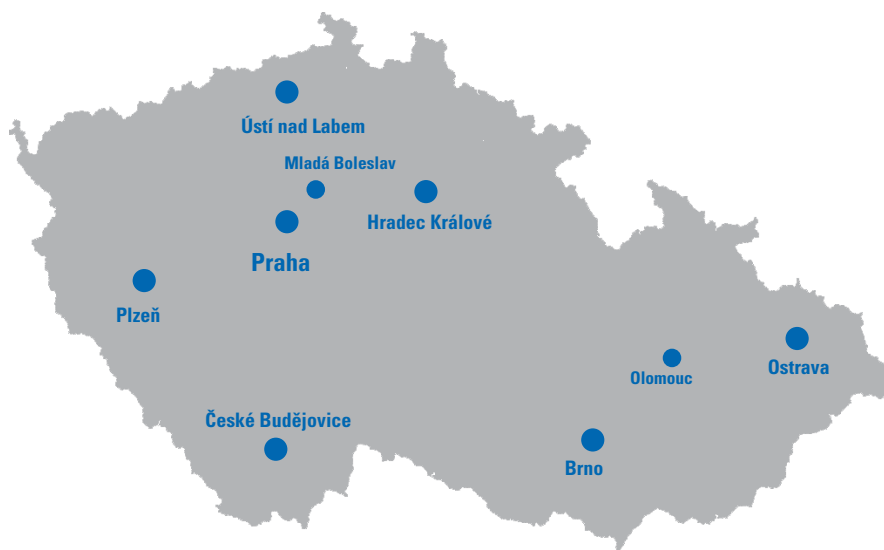 Ústí nad Labem
Mladá Boleslav
Hradec Králové
Praha
Plzeň
Ostrava
Olomouc
České Budějovice
Brno